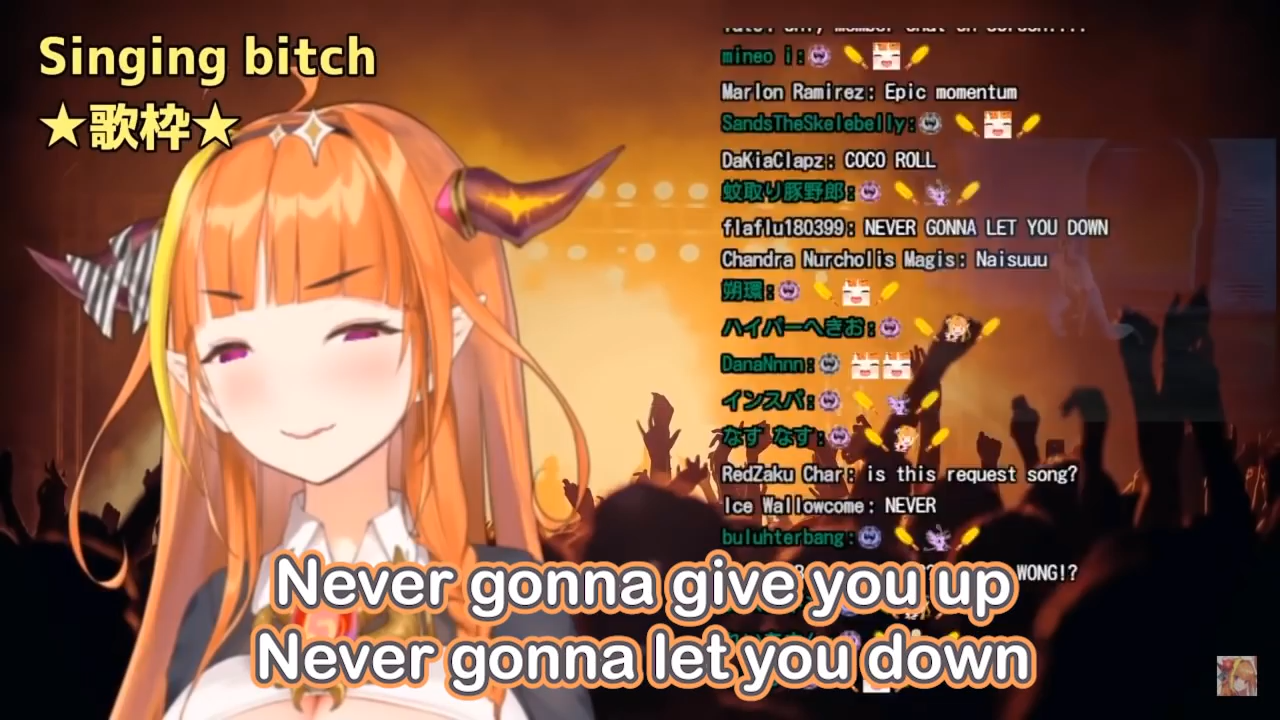 Singing bitch
★歌枠★
mineo i:
Marlon Ramirez: Epic momentum
SandsTheSkelebelly:
DaKiaClapz: COCO ROLL
蚊取り豚野郎:
flaflu180399: NEVER GONNA LET YOU DOWN
Chandra Nurcholis Magis: Naisuuu
朔環:
ハイパーへきお:
DanaNnnn:
インスパ:
なす なす:
RedZaku Char: is this request song?
Ice Wallowcome: NEVER
buluhterbang:
WONG!?
Never gonna give you up
Never gonna let you down